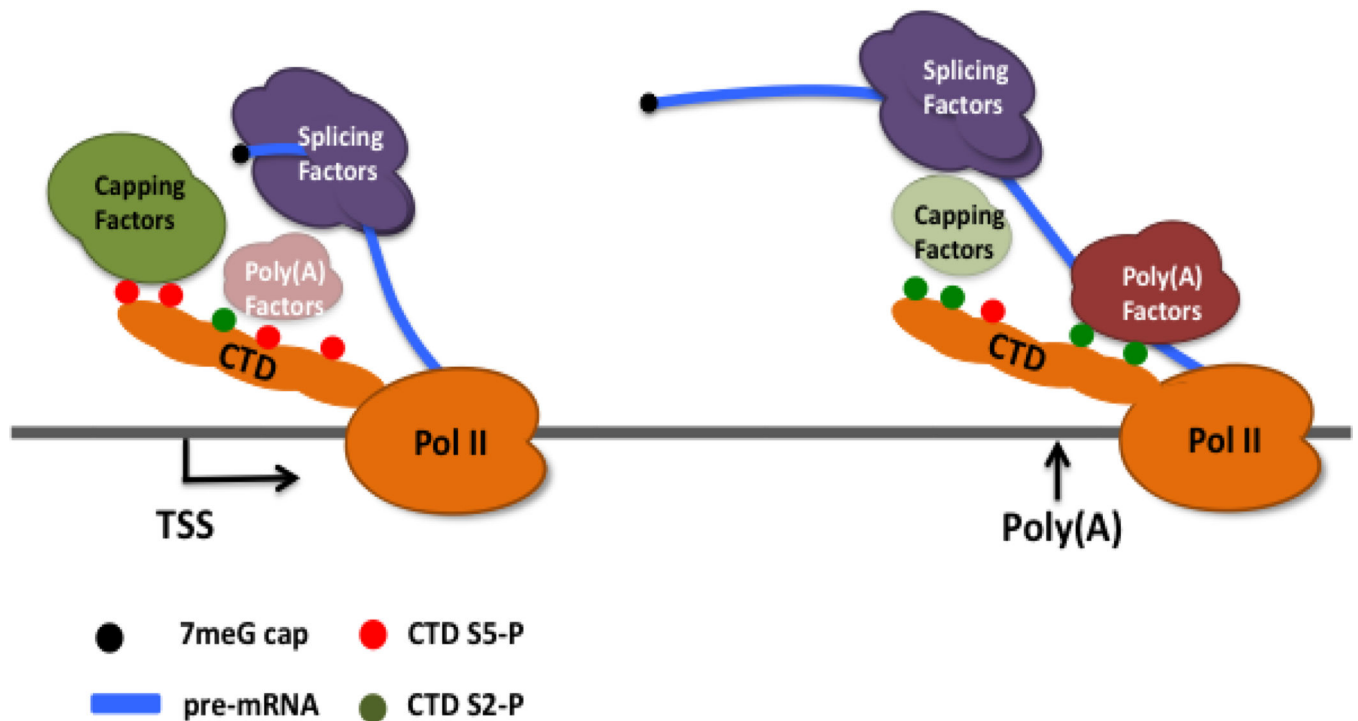 Splicing
Factors
Capping
Factors
Poly(A)
Factors
CTD
Pol II
TSS
Splicing
Factors
Capping
Factors
Poly(A)
Factors
CTD
Pol II
Poly(A)
7meG cap
CTD S5-P
pre-mRNA
CTD S2-P